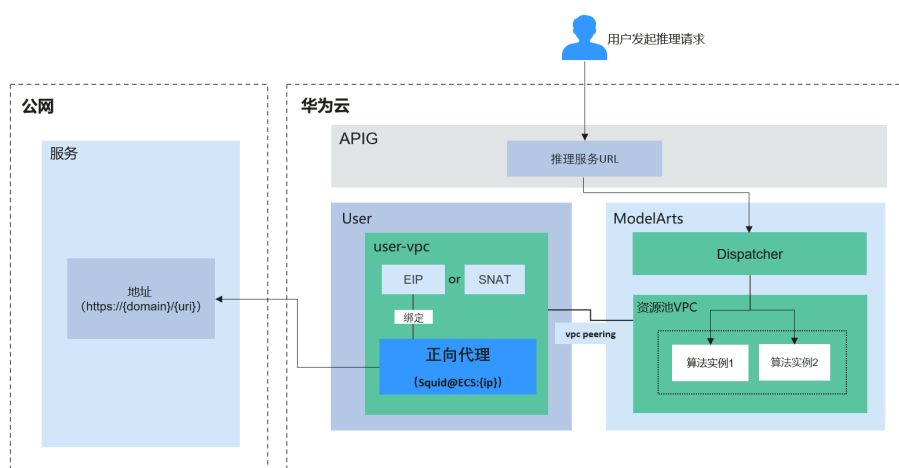 用户发起推理请求
公网
华为云
APIG
服务
推理服务URL
User
ModelArts
user-vpc
Dispatcher
EIP
or
SNAT
地址
（https://{domain}/{uri}）
资源池VPC
绑定
vpc peering
正向代理
（Squid@ECS:{ip}）
算法实例1
算法实例2